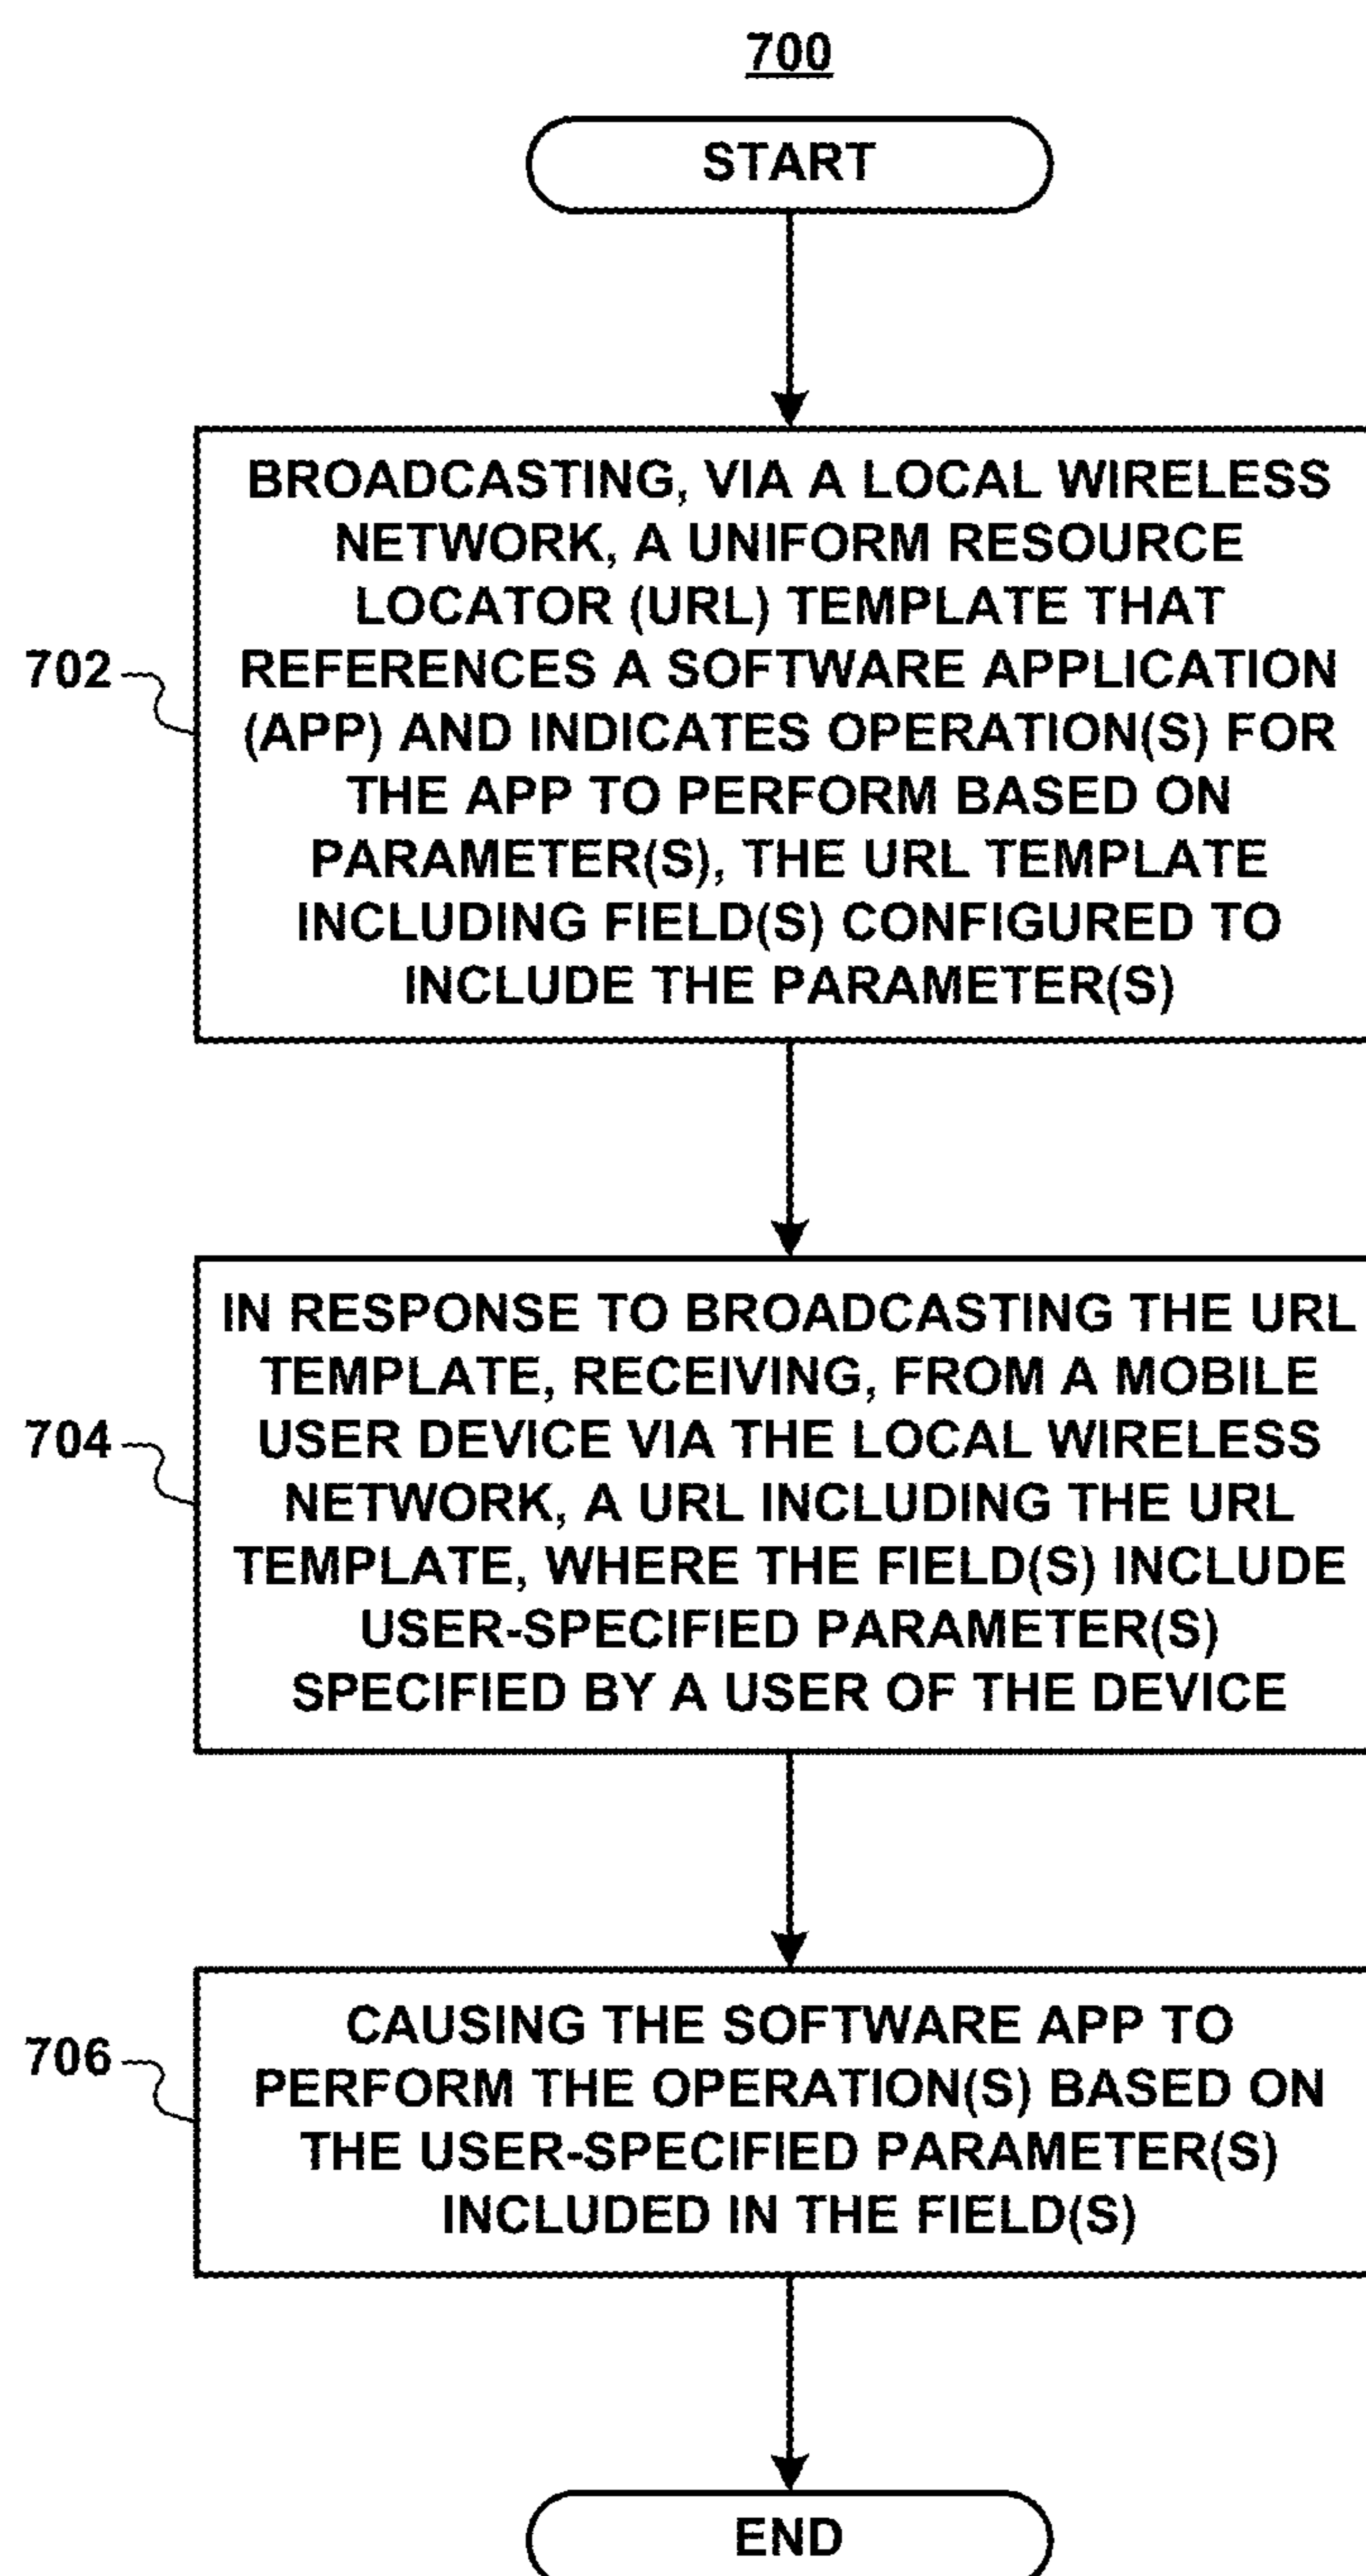 700
START
702
BROADCASTING, VIA A LOCAL WIRELESS
NETWORK, A UNIFORM RESOURCE
LOCATOR (URL) TEMPLATE THAT
REFERENCES A SOFTWARE APPLICATION
(APP) AND INDICATES OPERATION(S) FOR
THE APP TO PERFORM BASED ON
PARAMETER(S), THE URL TEMPLATE
INCLUDING FIELD(S) CONFIGURED TO
INCLUDE THE PARAMETER(S)
704
IN RESPONSE TO BROADCASTING THE URL
TEMPLATE, RECEIVING, FROM A MOBILE
USER DEVICE VIA THE LOCAL WIRELESS
NETWORK, A URL INCLUDING THE URL
TEMPLATE, WHERE THE FIELD(S) INCLUDE
USER-SPECIFIED PARAMETER(S)
SPECIFIED BY A USER OF THE DEVICE
706
CAUSING THE SOFTWARE APP TO
PERFORM THE OPERATION(S) BASED ON
THE USER-SPECIFIED PARAMETER(S)
INCLUDED IN THE FIELD(S)
END